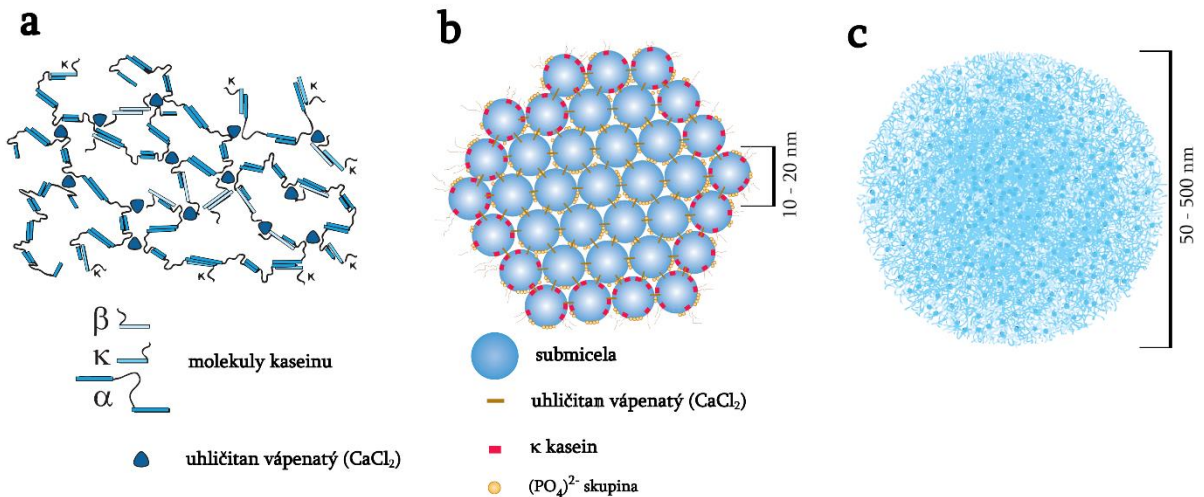 a
κ
κ
κ
κ
κ
κ
κ
κ
β
κ
α
molekuly kaseinu
uhličitan vápenatý (CaCl₂)
b
10 - 20 nm
submicela
uhličitan vápenatý (CaCl₂)
κ kasein
(PO₄)²⁻ skupina
c
50 - 500 nm